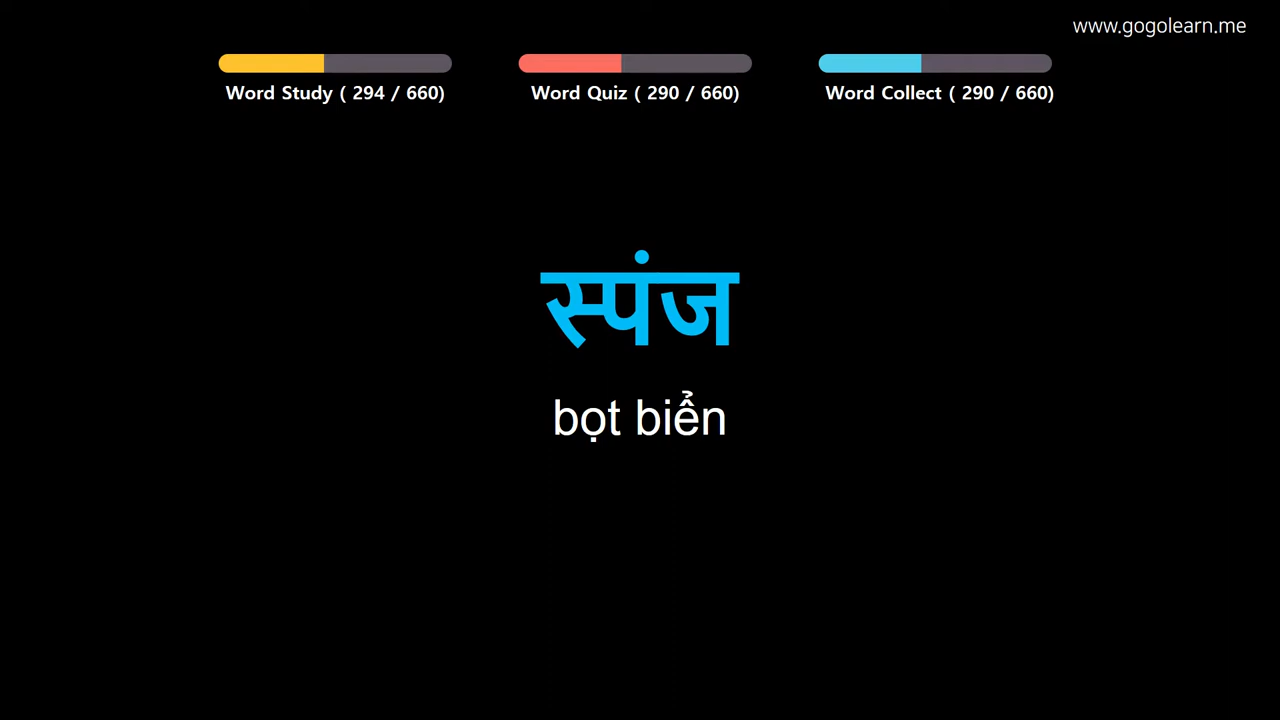 www.gogolearn.me
Word Study ( 294 / 660)
Word Quiz ( 290 / 660)
Word Collect ( 290 / 660)
स्पंज
bọt biển